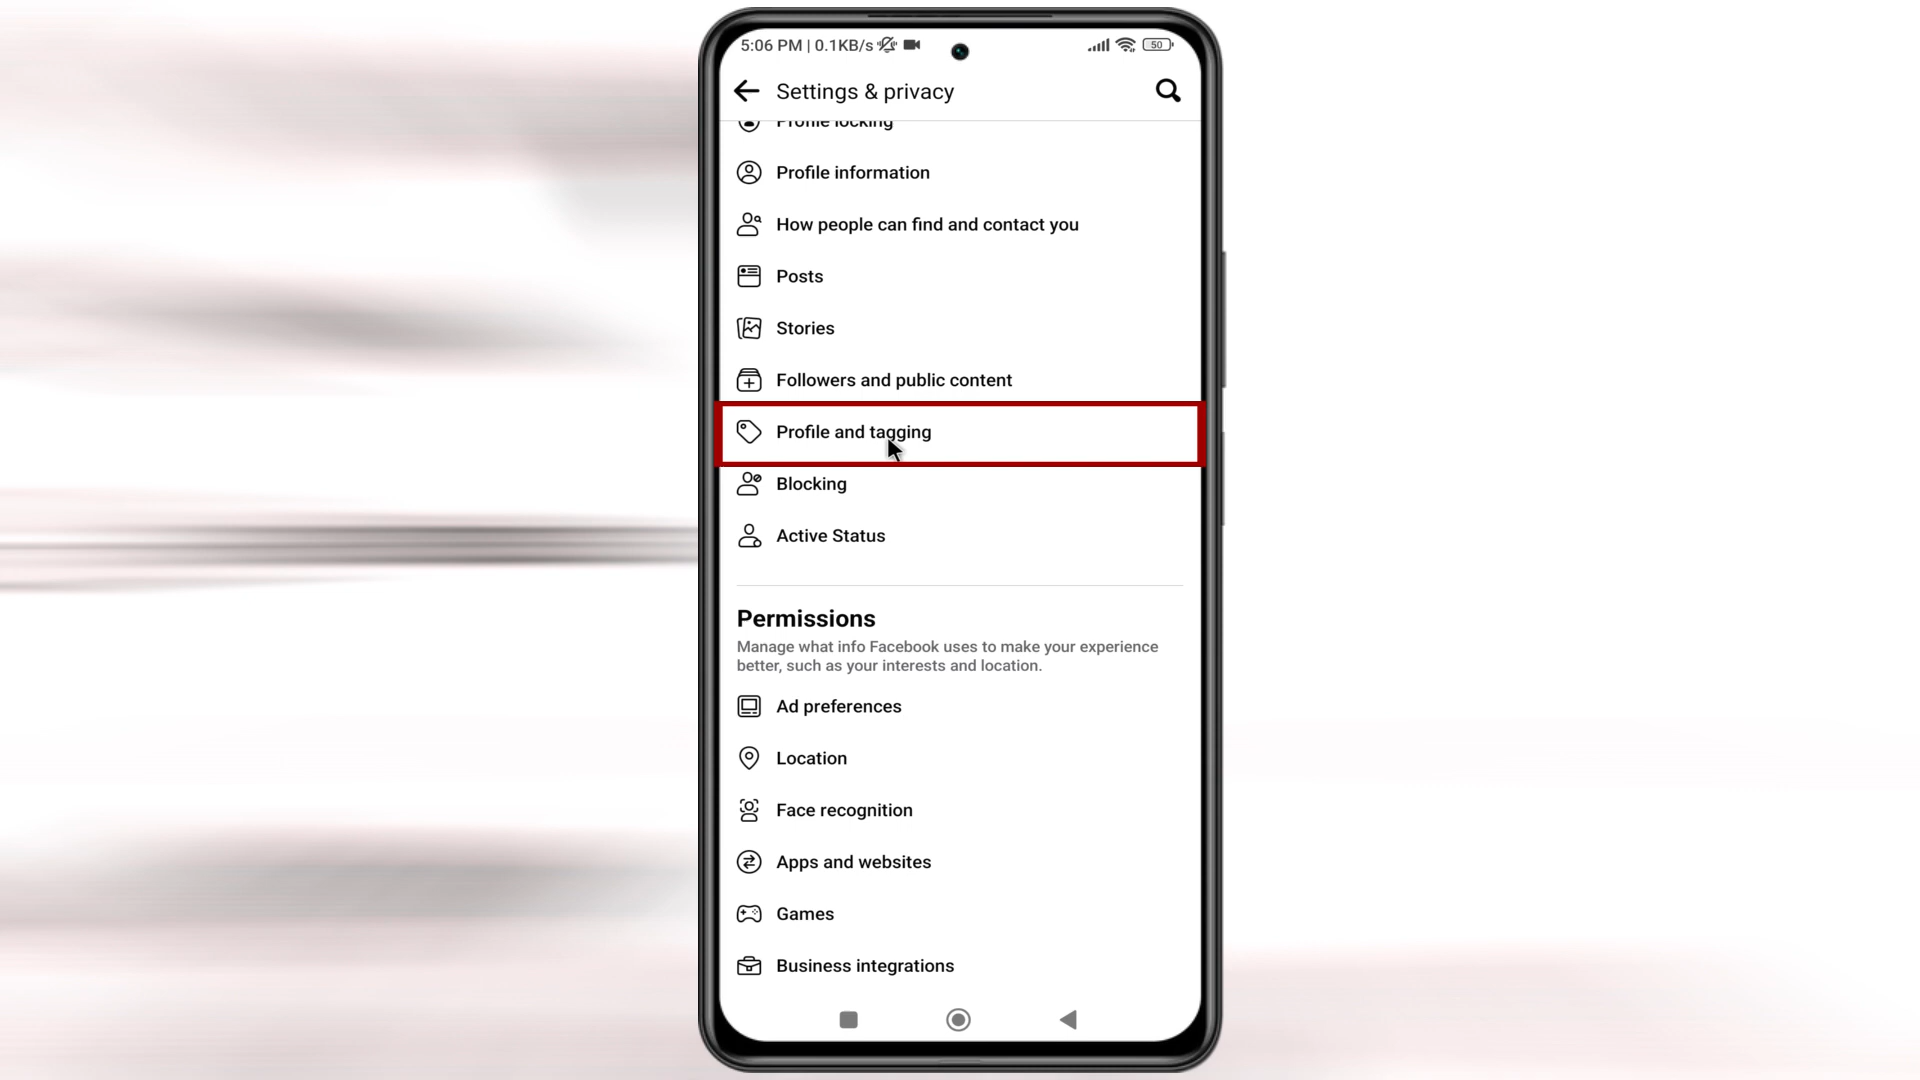 5:06 PM | 0.1KB/s
50
Settings & privacy
Profile locking
Profile information
How people can find and contact you
Posts
Stories
Followers and public content
Profile and tagging
Blocking
Active Status
Permissions
Manage what info Facebook uses to make your experience
better, such as your interests and location.
Ad preferences
Location
Face recognition
Apps and websites
Games
Business integrations